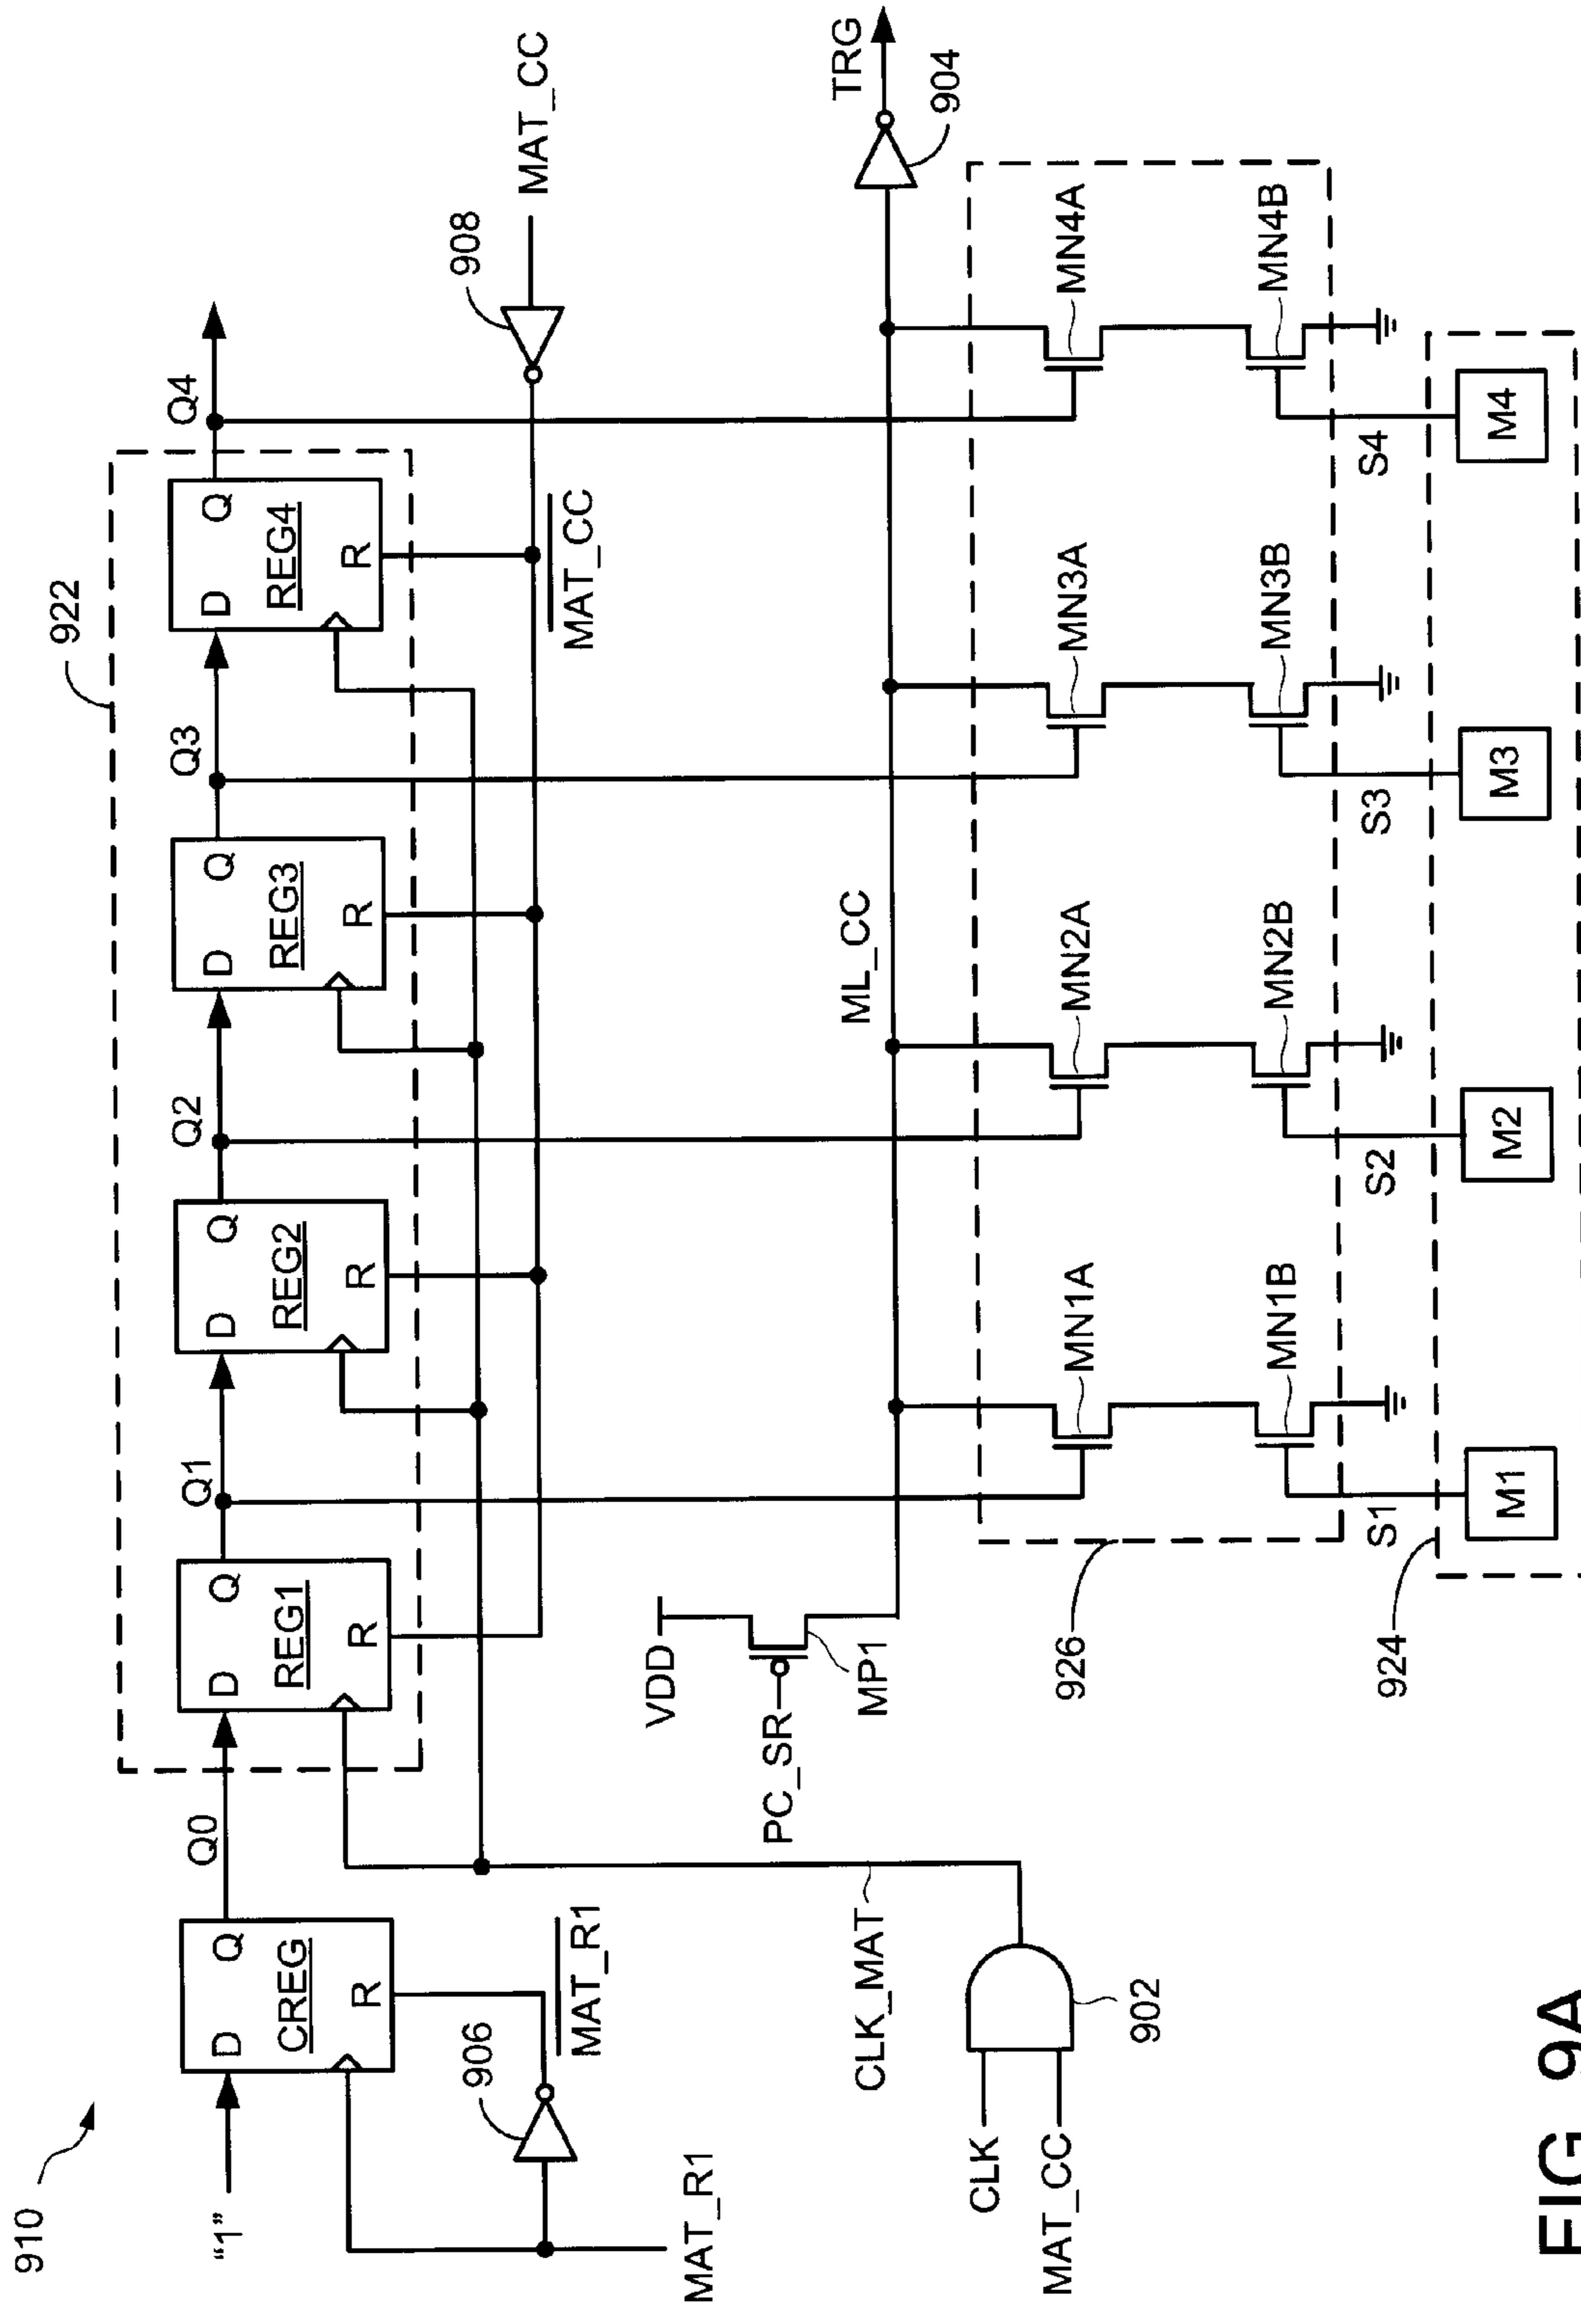 910
922
"1"
D
Q
CREG
R
Q0
D
Q
REG1
R
Q1
D
Q
REG2
R
Q2
D
Q
REG3
R
Q3
D
Q
REG4
R
Q4
906
MAT_R1
MAT_R1
908
MAT_CC
MAT_CC
CLK
MAT_CC
902
CLK_MAT
VDD
PC_SR
MP1
ML_CC
TRG
904
926
MN1A
MN2A
MN3A
MN4A
MN1B
MN2B
MN3B
MN4B
S1
S2
S3
S4
924
M1
M2
M3
M4
FIG. 9A